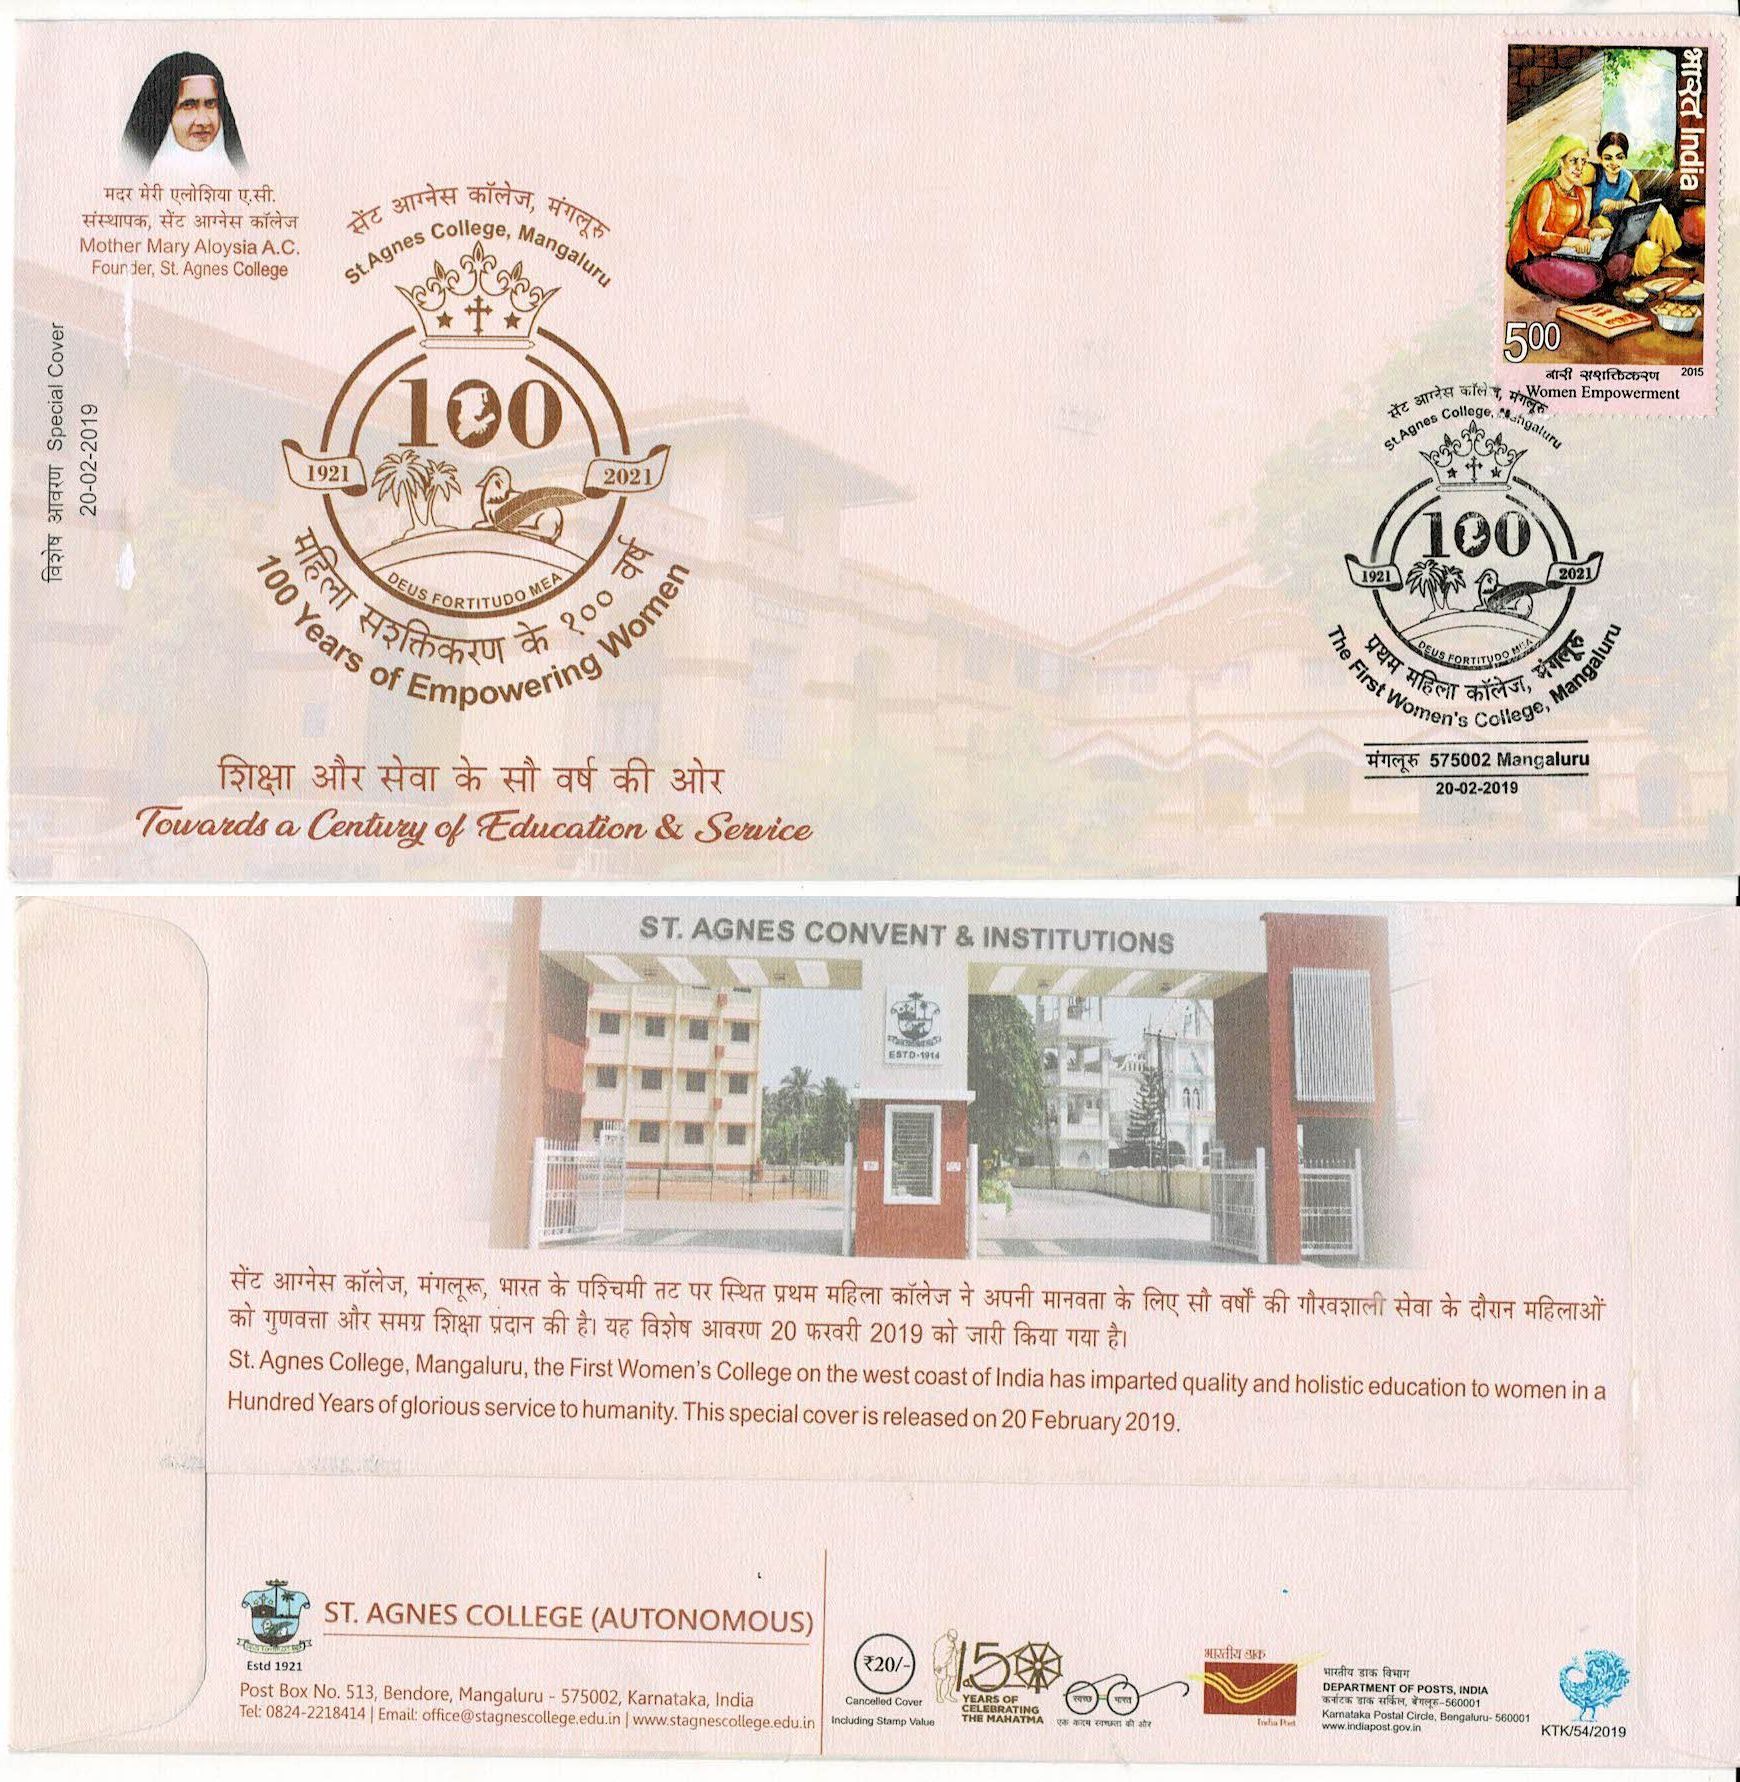 मदर मेरी एलोशिया ए.सी.
संस्थापक, सेंट आग्नेस कॉलेज
Mother Mary Aloysia A.C.
Founder, St. Agnes College
विशेष आवरण Special Cover
20-02-2019
सेंट आग्नेस कॉलेज, मंगलूरु
St.Agnes College, Mangaluru
100
1921
2021
DEUS FORTITUDO MEA
महिला सशक्तिकरण के १०० वर्ष
100 Years of Empowering Women
शिक्षा और सेवा के सौ वर्ष की ओर
Towards a Century of Education & Service
भारत India
500
नारी सशक्तिकरण 2015
Women Empowerment
सेंट आग्नेस कॉलेज, मंगलूरु
St.Agnes College, Mangaluru
100
1921
2021
DEUS FORTITUDO MEA
प्रथम महिला कॉलेज, मंगलूरु
The First Women's College, Mangaluru
मंगलूरु 575002 Mangaluru
20-02-2019
ST. AGNES CONVENT & INSTITUTIONS
ESTD-1914
सेंट आग्नेस कॉलेज, मंगलूरू, भारत के पश्चिमी तट पर स्थित प्रथम महिला कॉलेज ने अपनी मानवता के लिए सौ वर्षों की गौरवशाली सेवा के दौरान महिलाओं
को गुणवत्ता और समग्र शिक्षा प्रदान की है। यह विशेष आवरण 20 फरवरी 2019 को जारी किया गया है।
St. Agnes College, Mangaluru, the First Women's College on the west coast of India has imparted quality and holistic education to women in a
Hundred Years of glorious service to humanity. This special cover is released on 20 February 2019.
Estd 1921
ST. AGNES COLLEGE (AUTONOMOUS)
Post Box No. 513, Bendore, Mangaluru - 575002, Karnataka, India
Tel: 0824-2218414 | Email: office@stagnescollege.edu.in | www.stagnescollege.edu.in
₹20/-
Cancelled Cover
Including Stamp Value
150
YEARS OF
CELEBRATING
THE MAHATMA
स्वच्छ भारत
एक कदम स्वच्छता की ओर
भारतीय डाक
India Post
भारतीय डाक विभाग
DEPARTMENT OF POSTS, INDIA
कर्नाटक डाक सर्किल, बेंगलूरु-560001
Karnataka Postal Circle, Bengaluru- 560001
www.indiapost.gov.in
KTK/54/2019